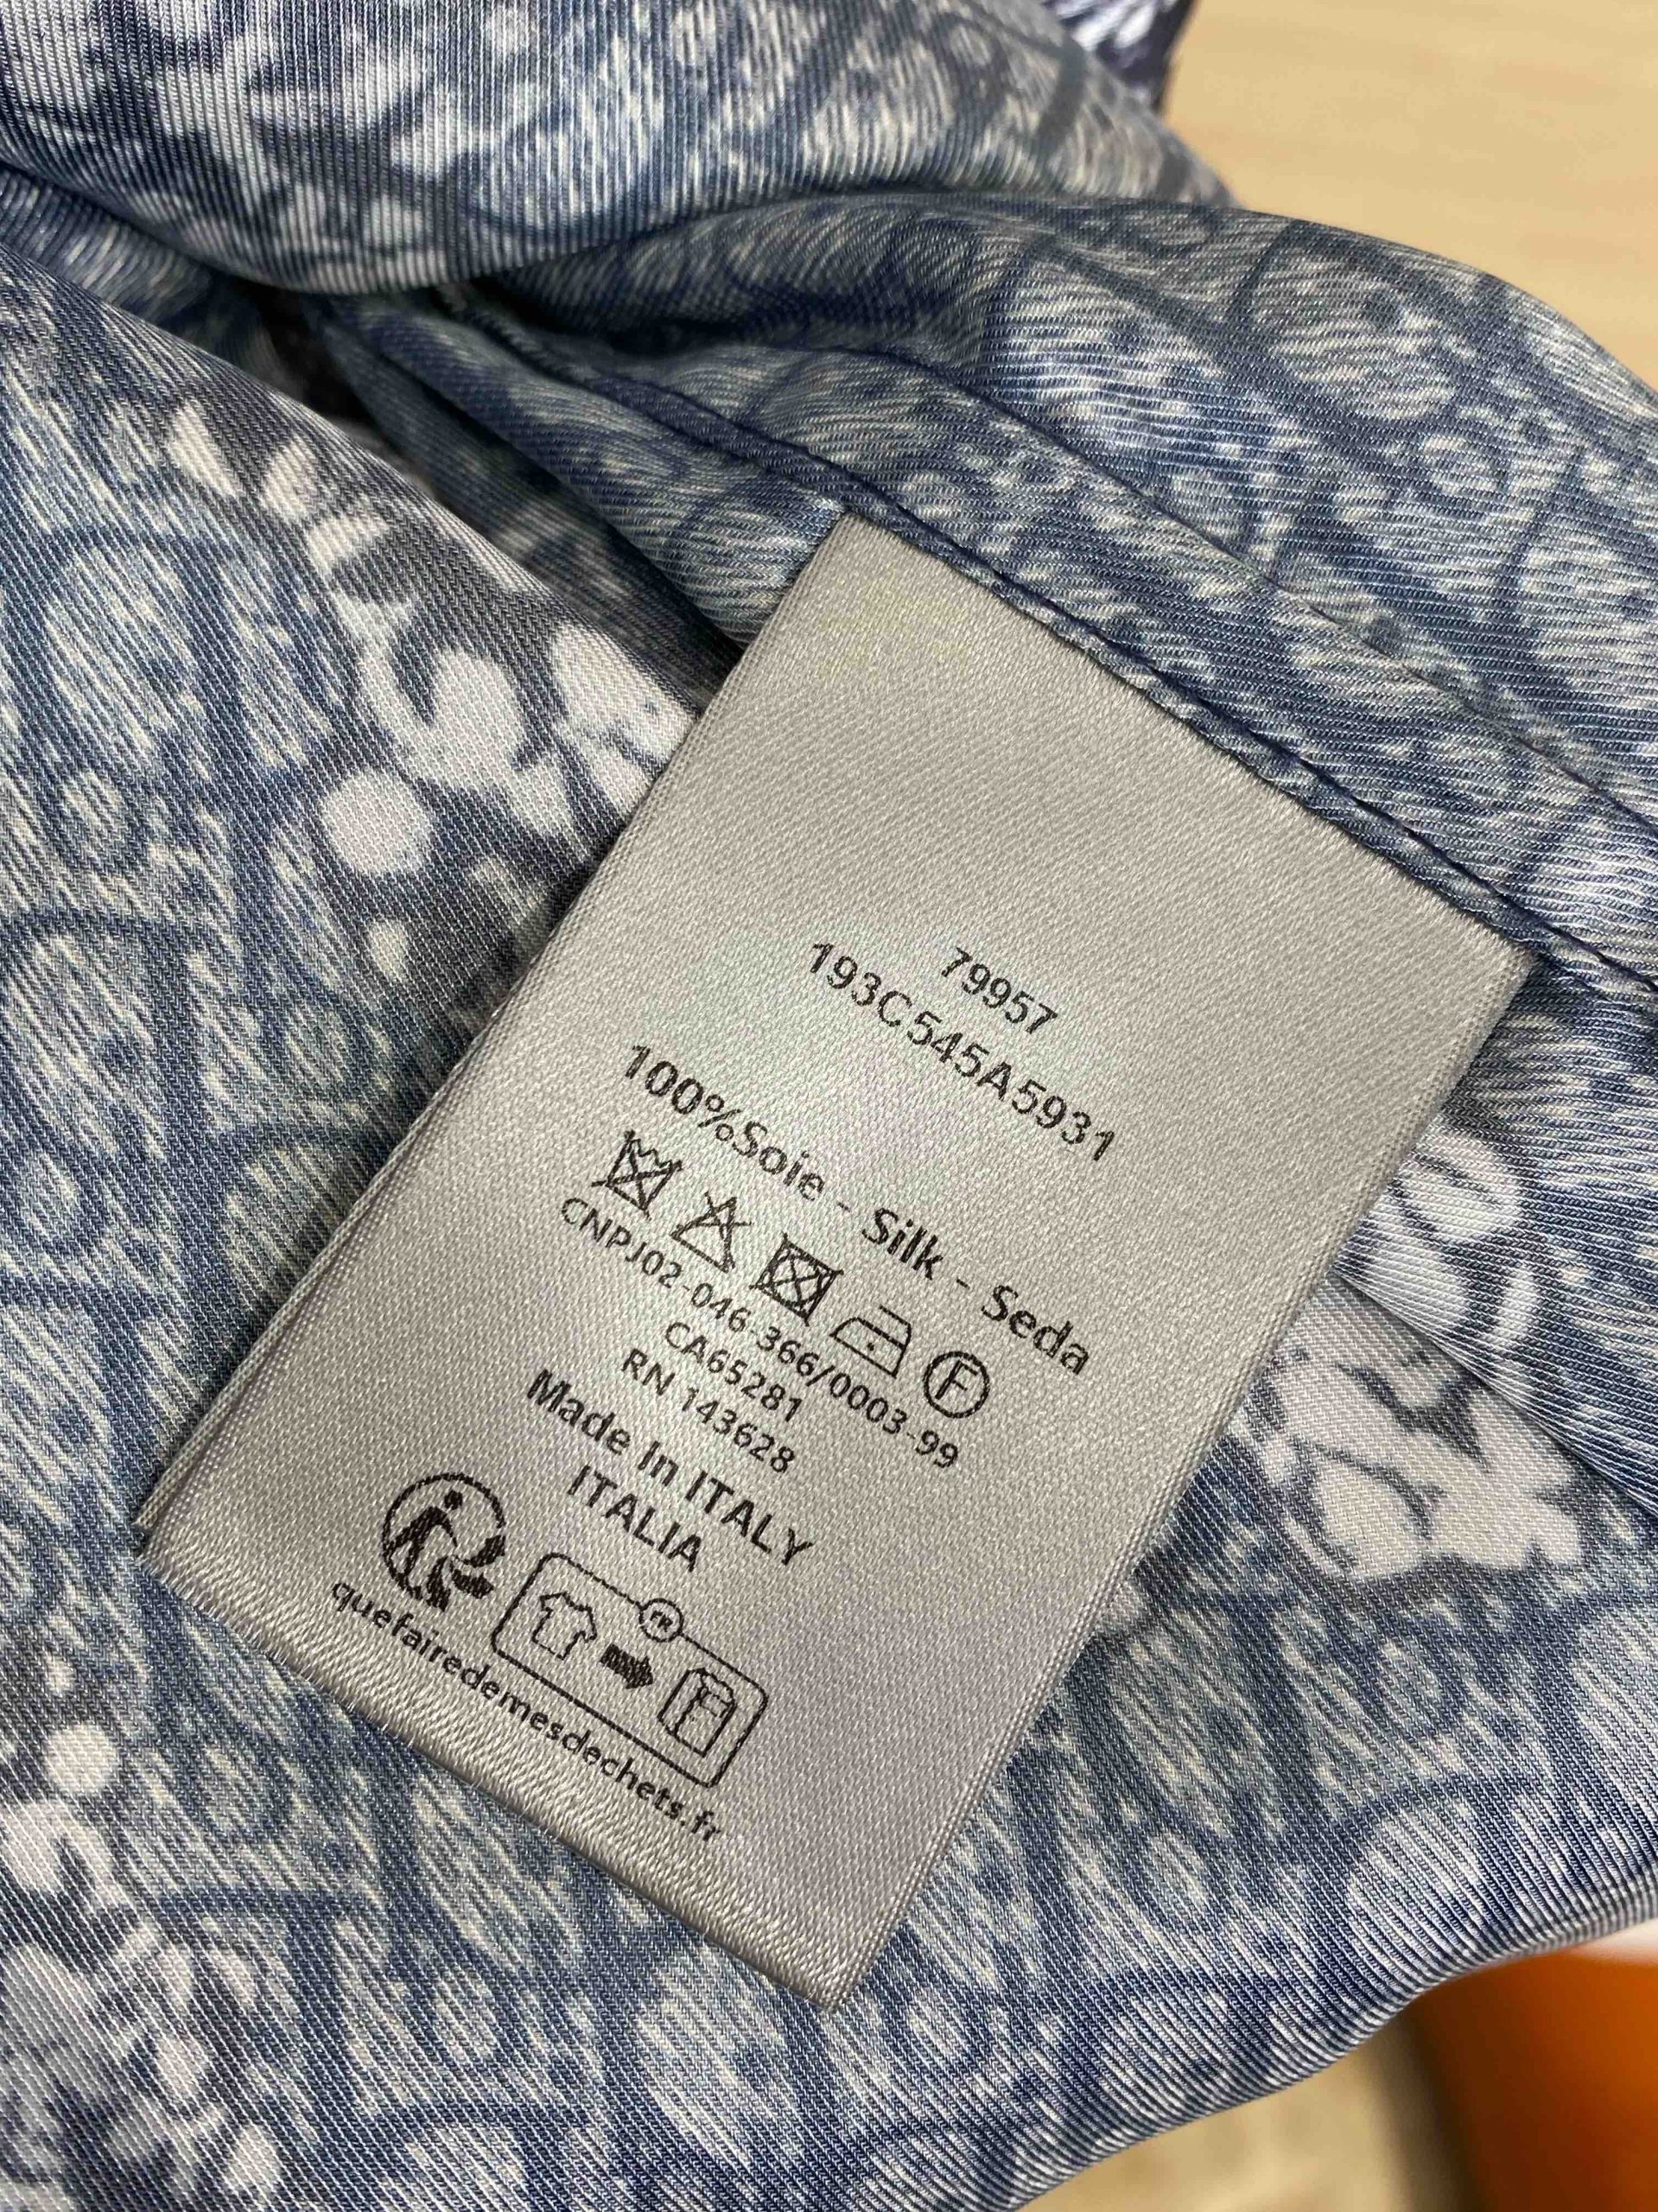 79957
193C545A5931
100%Soie - Silk - Seda
F
CNPJ02-046-366/0003-99
CA65281
RN 143628
Made In ITALY
ITALIA
FR
quefairedemesdechets.fr